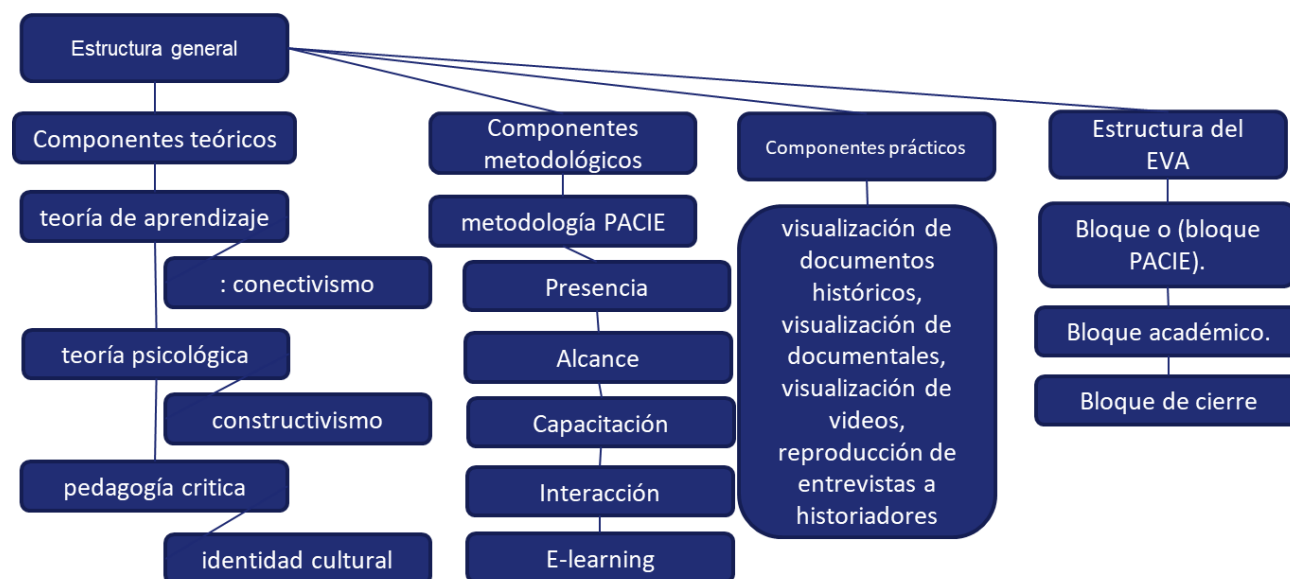 Estructura general
Componentes teóricos
teoría de aprendizaje
: conectivismo
teoría psicológica
constructivismo
pedagogía critica
identidad cultural
Componentes
metodológicos
metodología PACIE
Presencia
Alcance
Capacitación
Interacción
E-learning
Componentes prácticos
visualización de
documentos
históricos,
visualización de
documentales,
visualización de
videos,
reproducción de
entrevistas a
historiadores
Estructura del
EVA
Bloque o (bloque
PACIE).
Bloque académico.
Bloque de cierre